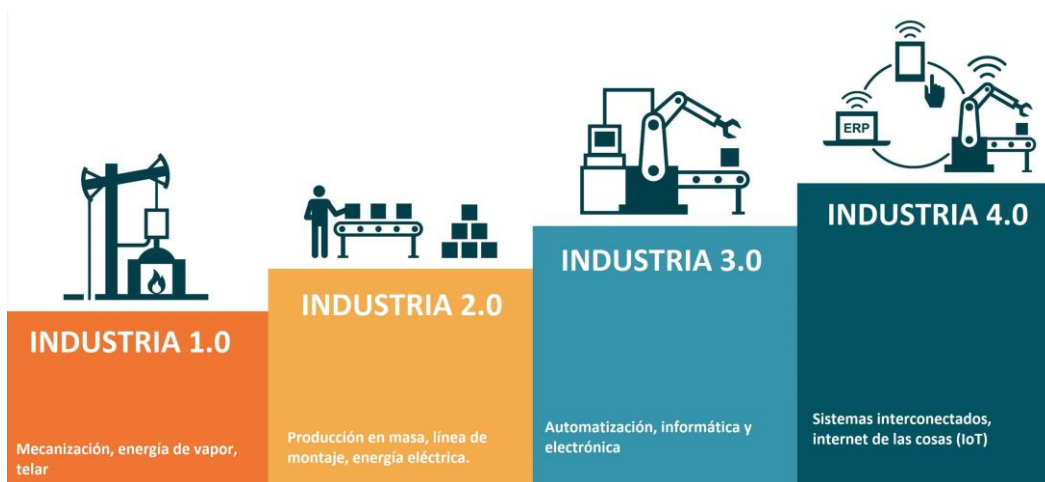 INDUSTRIA 1.0
Mecanización, energía de vapor,
telar
INDUSTRIA 2.0
Producción en masa, línea de
montaje, energía eléctrica.
INDUSTRIA 3.0
Automatización, informática y
electrónica
ERP
INDUSTRIA 4.0
Sistemas interconectados,
internet de las cosas (IoT)